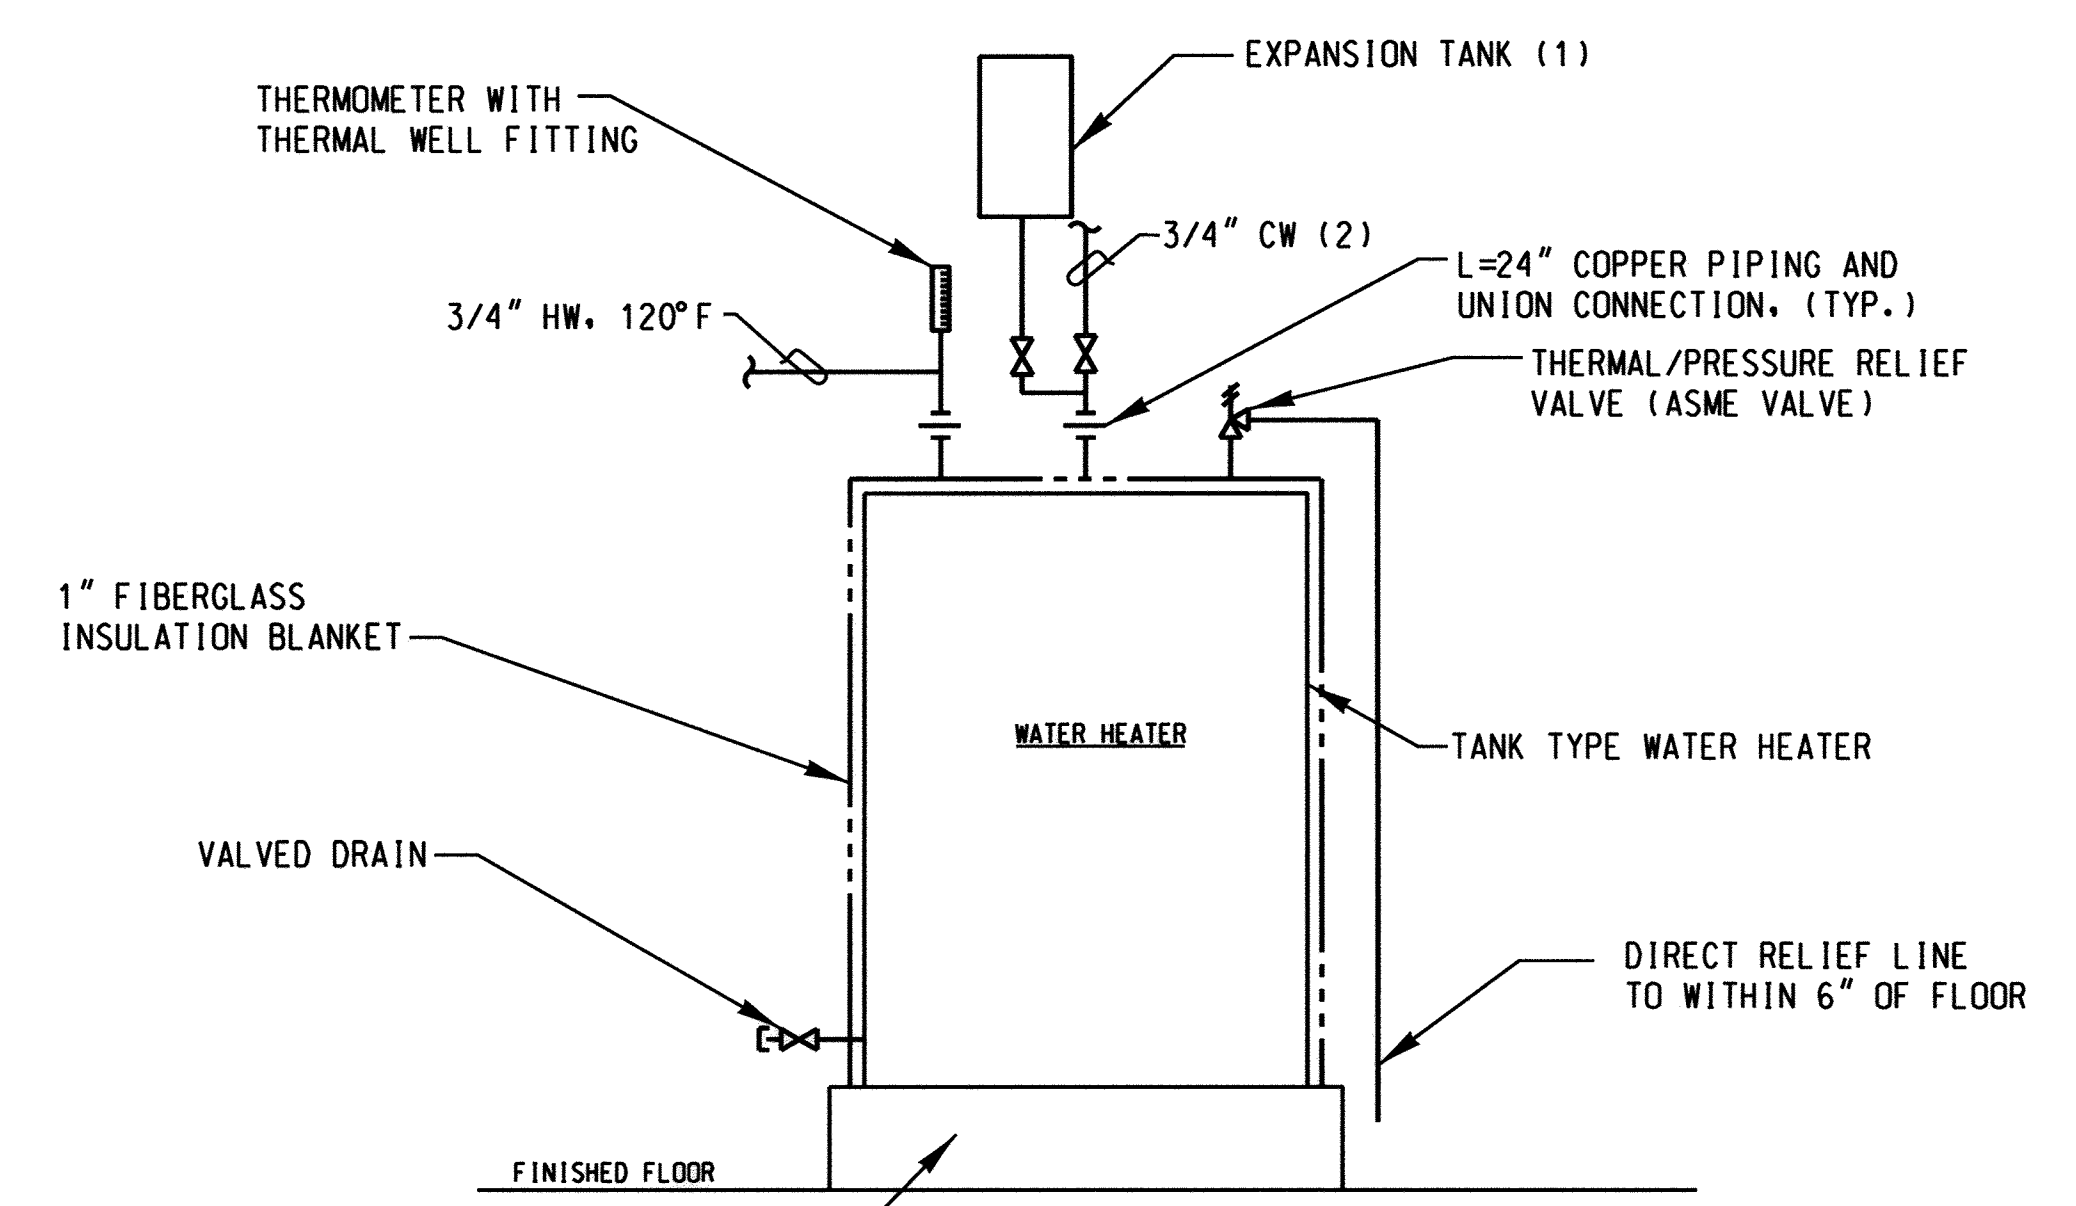 EXPANSION TANK (1)
THERMOMETER WITH
THERMAL WELL FITTING
3/4" CW (2)
L=24" COPPER PIPING AND
UNION CONNECTION, (TYP.)
3/4" HW, 120°F
THERMAL/PRESSURE RELIEF
VALVE (ASME VALVE)
1" FIBERGLASS
INSULATION BLANKET
WATER HEATER
TANK TYPE WATER HEATER
VALVED DRAIN
DIRECT RELIEF LINE
TO WITHIN 6" OF FLOOR
FINISHED FLOOR